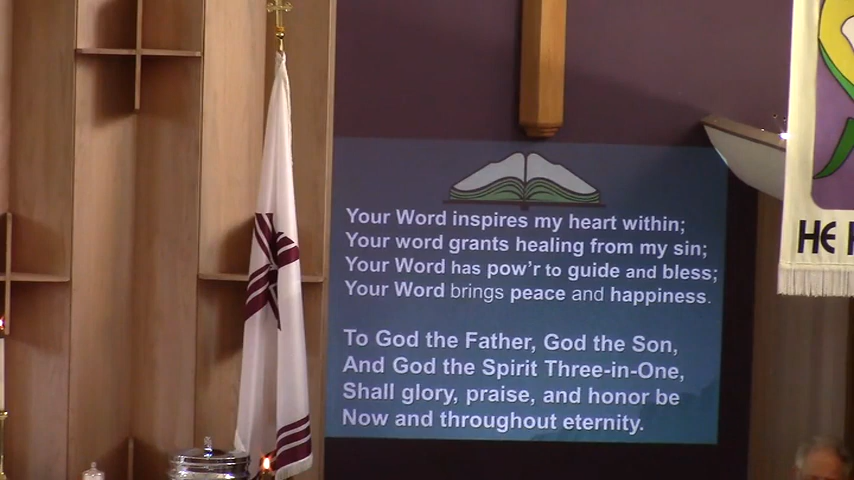 Your Word inspires my heart within;
Your word grants healing from my sin;
Your Word has pow'r to guide and bless;
Your Word brings peace and happiness.
To God the Father, God the Son,
And God the Spirit Three-in-One,
Shall glory, praise, and honor be
Now and throughout eternity.
HE